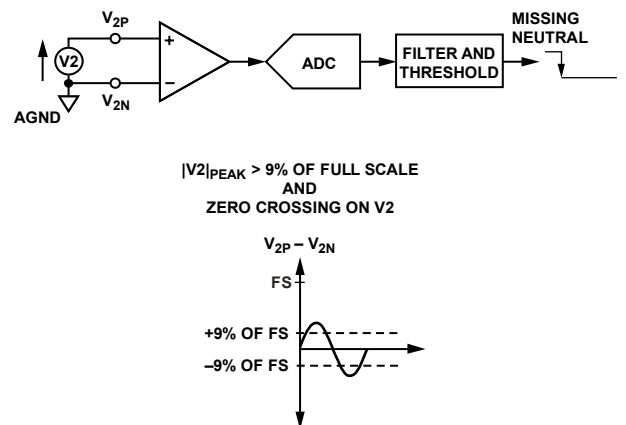 MISSING
NEUTRAL
V2P
V2
V2N
AGND
+
−
ADC
FILTER AND
THRESHOLD
|V2|PEAK > 9% OF FULL SCALE
AND
ZERO CROSSING ON V2
V2P – V2N
FS
+9% OF FS
–9% OF FS